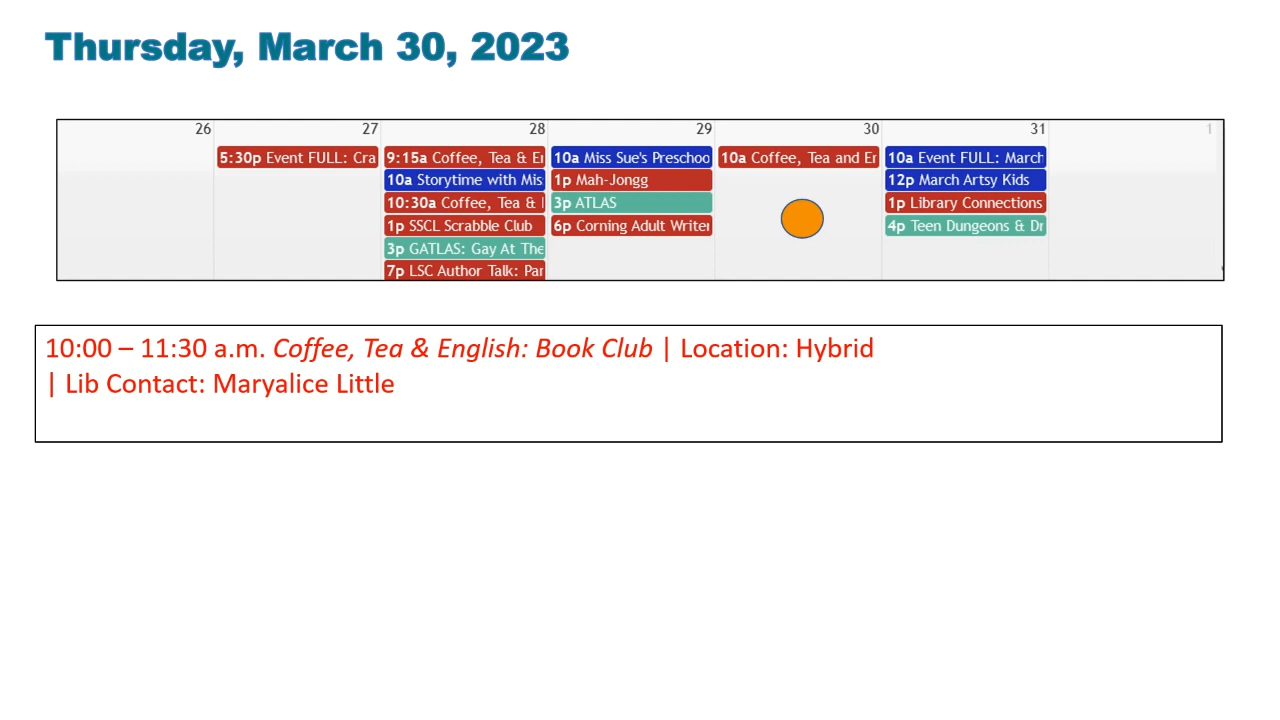 Thursday, March 30, 2023
26 27 28 29 30 31 1
5:30p Event FULL: Cra
9:15a Coffee, Tea & E
10a Storytime with Mis
10:30a Coffee, Tea &
1p SSCL Scrabble Club
3p GATLAS: Gay At The
7p LSC Author Talk: Par
10a Miss Sue's Preschoo
1p Mah-Jongg
3p ATLAS
6p Corning Adult Writer
10a Coffee, Tea and Er
10a Event FULL: March
12p March Artsy Kids
1p Library Connections
4p Teen Dungeons & Dr
10:00 – 11:30 a.m. Coffee, Tea & English: Book Club | Location: Hybrid
| Lib Contact: Maryalice Little